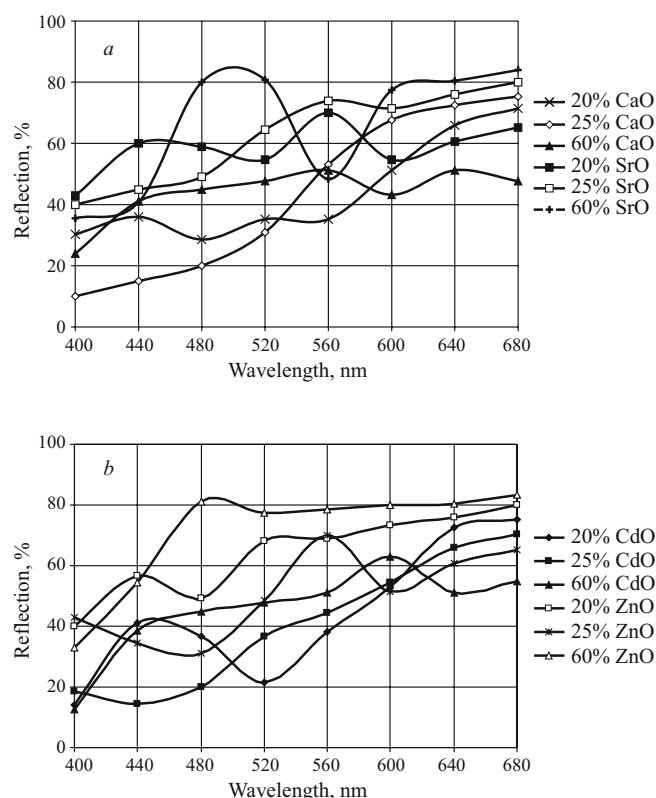 a
100
80
60
40
20
0
Reflection, %
400 440 480 520 560 600 640 680
Wavelength, nm
20% CaO
25% CaO
60% CaO
20% SrO
25% SrO
60% SrO
b
100
80
60
40
20
0
Reflection, %
400 440 480 520 560 600 640 680
Wavelength, nm
20% CdO
25% CdO
60% CdO
20% ZnO
25% ZnO
60% ZnO